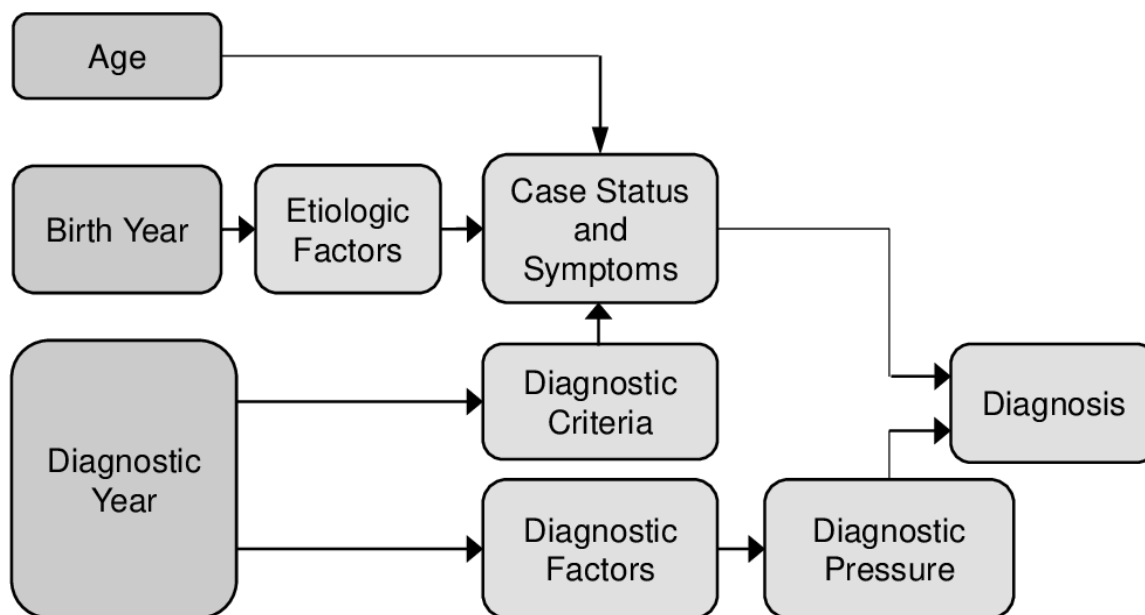 Age
Birth Year
Etiologic
Factors
Case Status
and
Symptoms
Diagnostic
Year
Diagnostic
Criteria
Diagnostic
Factors
Diagnostic
Pressure
Diagnosis